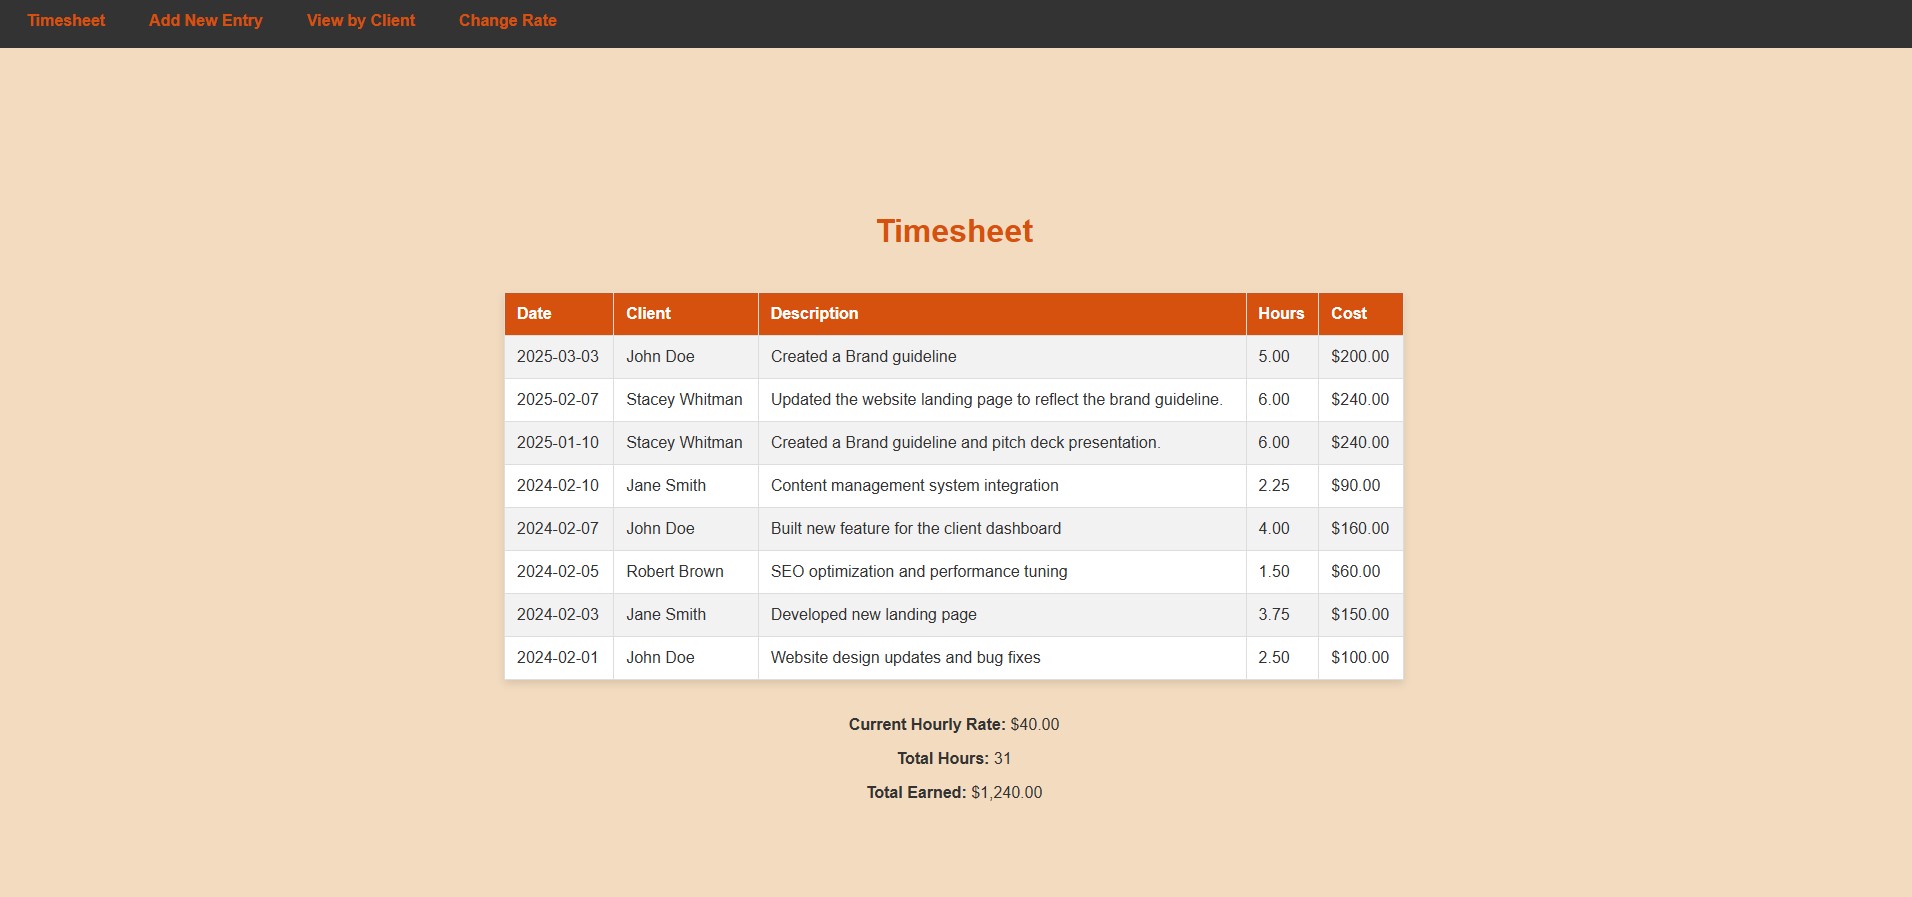 Timesheet Add New Entry View by Client Change Rate
Timesheet
Date Client Description Hours Cost
2025-03-03 John Doe Created a Brand guideline 5.00 $200.00
2025-02-07 Stacey Whitman Updated the website landing page to reflect the brand guideline. 6.00 $240.00
2025-01-10 Stacey Whitman Created a Brand guideline and pitch deck presentation. 6.00 $240.00
2024-02-10 Jane Smith Content management system integration 2.25 $90.00
2024-02-07 John Doe Built new feature for the client dashboard 4.00 $160.00
2024-02-05 Robert Brown SEO optimization and performance tuning 1.50 $60.00
2024-02-03 Jane Smith Developed new landing page 3.75 $150.00
2024-02-01 John Doe Website design updates and bug fixes 2.50 $100.00
Current Hourly Rate: $40.00
Total Hours: 31
Total Earned: $1,240.00